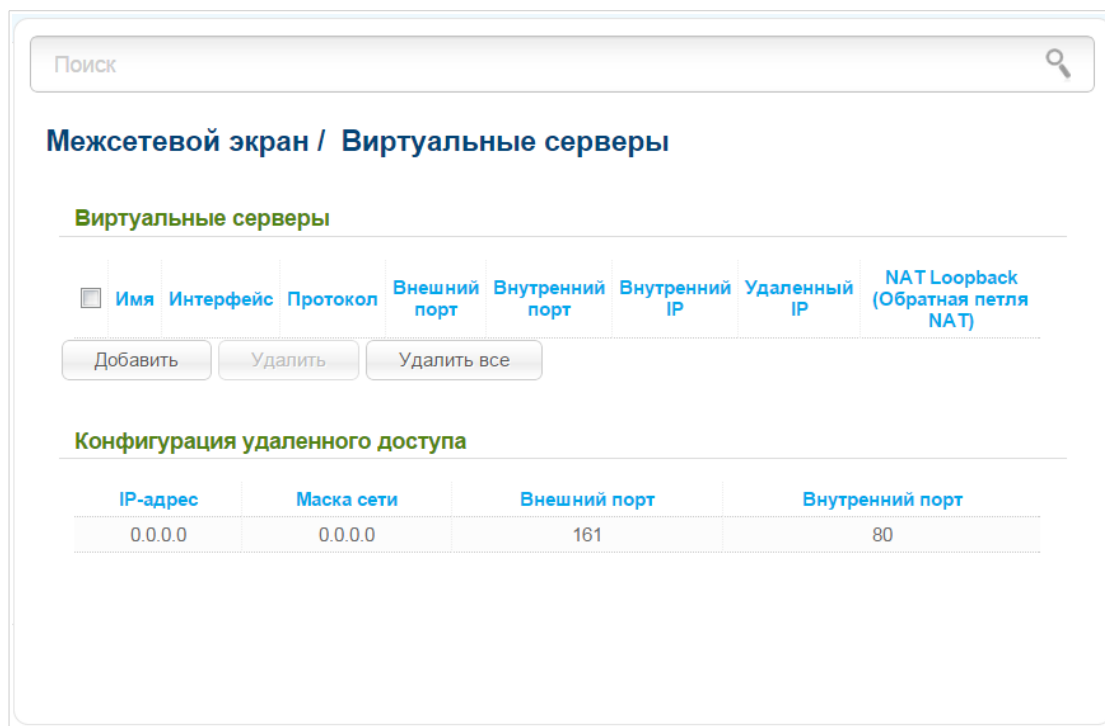 Поиск
Межсетевой экран / Виртуальные серверы
Виртуальные серверы
Имя Интерфейс Протокол Внешний порт Внутренний порт Внутренний IP Удаленный IP NAT Loopback (Обратная петля NAT)
Добавить Удалить Удалить все
Конфигурация удаленного доступа
IP-адрес Маска сети Внешний порт Внутренний порт
0.0.0.0 0.0.0.0 161 80